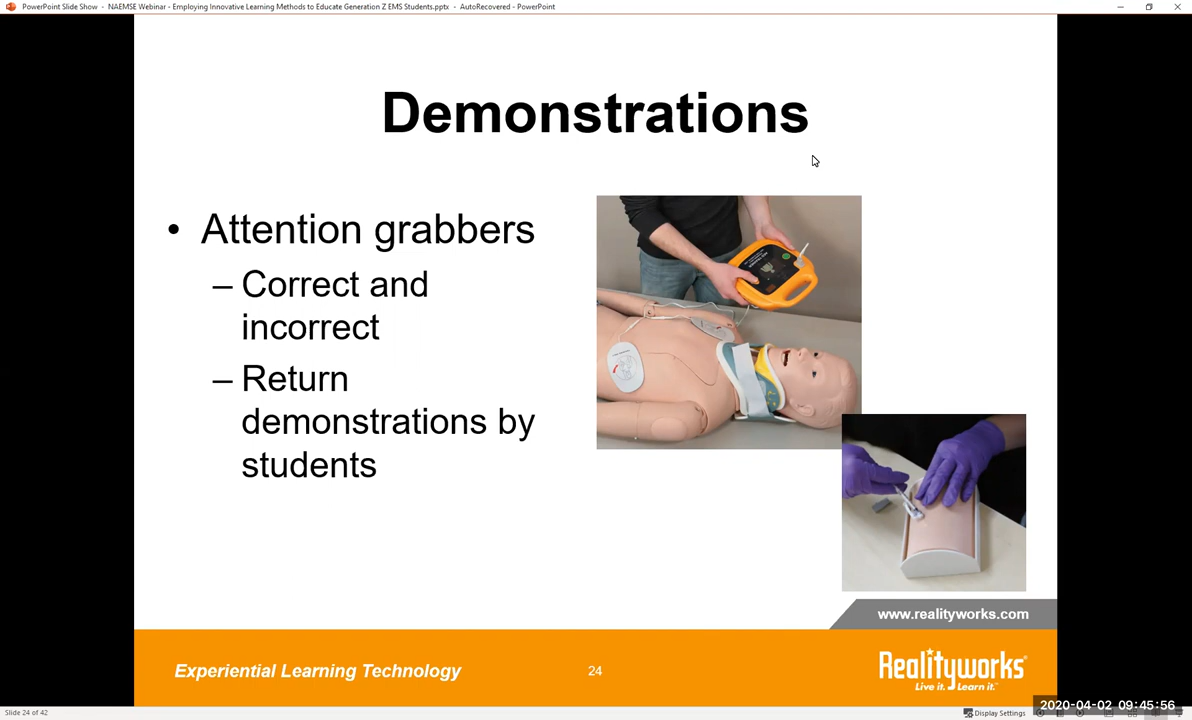 PowerPoint Slide Show - NAEMSE Webinar - Employing Innovative Learning Methods to Educate Generation Z EMS Students.pptx - AutoRecovered - PowerPoint
Demonstrations
• Attention grabbers
– Correct and
incorrect
– Return
demonstrations by
students
www.realityworks.com
Experiential Learning Technology
24
Realityworks®
Live it. Learn it.™
2020-04-02 09:45:56
Slide 24 of 42
Display Settings